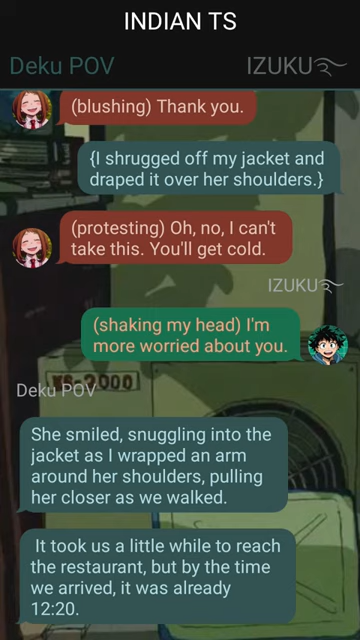 INDIAN TS
Deku POV
IZUKUર⁓
(blushing) Thank you.
{I shrugged off my jacket and
draped it over her shoulders.}
(protesting) Oh, no, I can't
take this. You'll get cold.
IZUKUર⁓
(shaking my head) I'm
more worried about you.
Deku POV
She smiled, snuggling into the
jacket as I wrapped an arm
around her shoulders, pulling
her closer as we walked.
It took us a little while to reach
the restaurant, but by the time
we arrived, it was already
12:20.